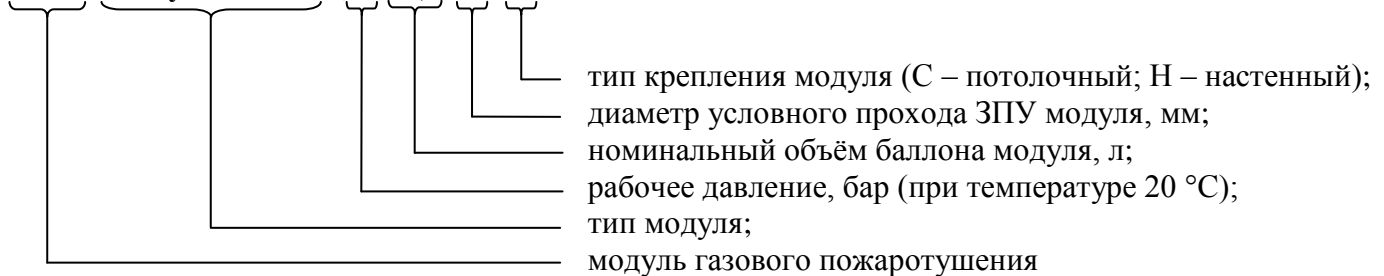 тип крепления модуля (С – потолочный; Н – настенный);
диаметр условного прохода ЗПУ модуля, мм;
номинальный объём баллона модуля, л;
рабочее давление, бар (при температуре 20 °С);
тип модуля;
модуль газового пожаротушения